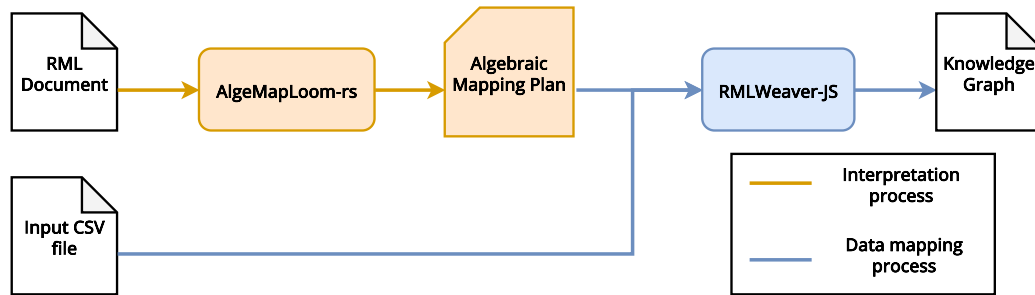 RML
Document
AlgeMapLoom-rs
Algebraic
Mapping Plan
RMLWeaver-JS
Knowledge
Graph
Input CSV
file
Interpretation
process
Data mapping
process